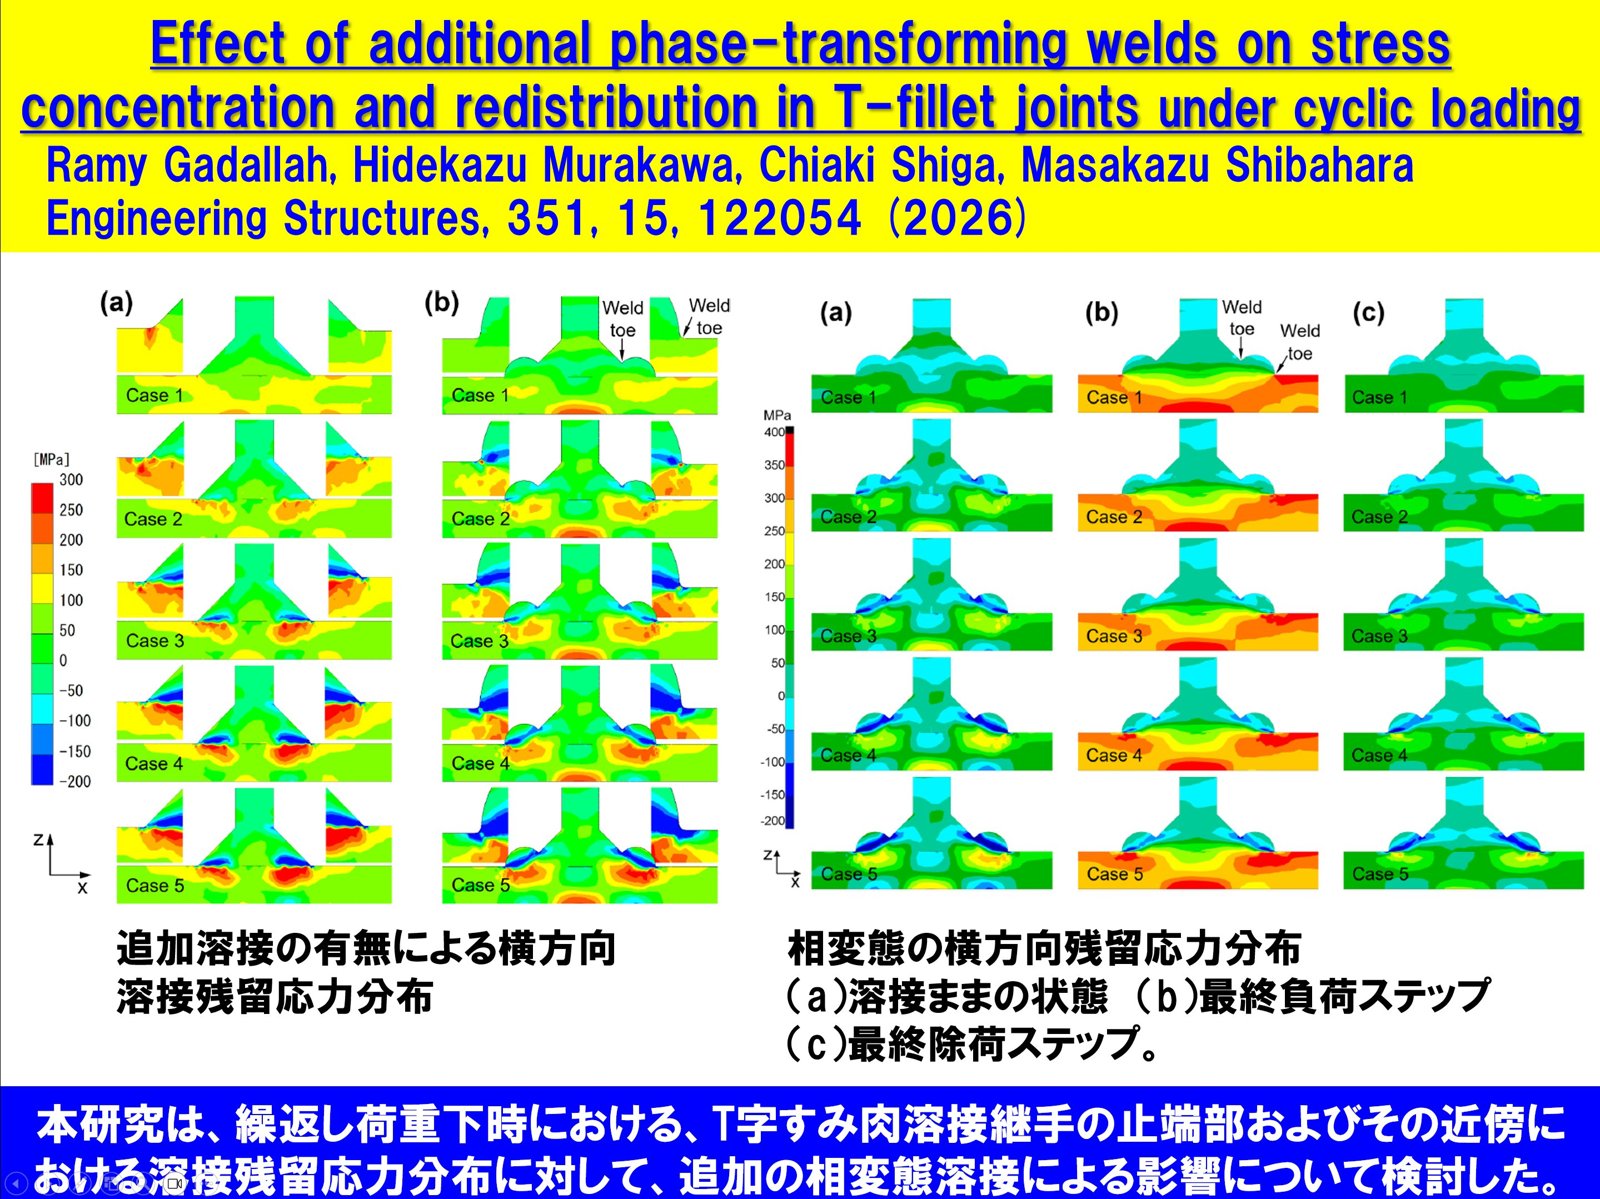 Effect of additional phase-transforming welds on stress
concentration and redistribution in T-fillet joints under cyclic loading
Ramy Gadallah, Hidekazu Murakawa, Chiaki Shiga, Masakazu Shibahara
Engineering Structures, 351, 15, 122054 (2026)
(a)
(b)
Weld
toe
Weld
toe
Case 1
Case 1
Case 2
Case 2
Case 3
Case 3
Case 4
Case 4
Case 5
Case 5
[MPa]
300
250
200
150
100
50
0
-50
-100
-150
-200
z
x
(a)
(b)
(c)
Weld
toe
Weld
toe
Case 1
Case 1
Case 1
Case 2
Case 2
Case 2
Case 3
Case 3
Case 3
Case 4
Case 4
Case 4
Case 5
Case 5
Case 5
MPa
400
350
300
250
200
150
100
50
0
-50
-100
-150
-200
z
x
追加溶接の有無による横方向
溶接残留応力分布
相変態の横方向残留応力分布
(a)溶接ままの状態 (b)最終負荷ステップ
(c)最終除荷ステップ。
本研究は、繰返し荷重下時における、T字すみ肉溶接継手の止端部およびその近傍に
おける溶接残留応力分布に対して、追加の相変態溶接による影響について検討した。